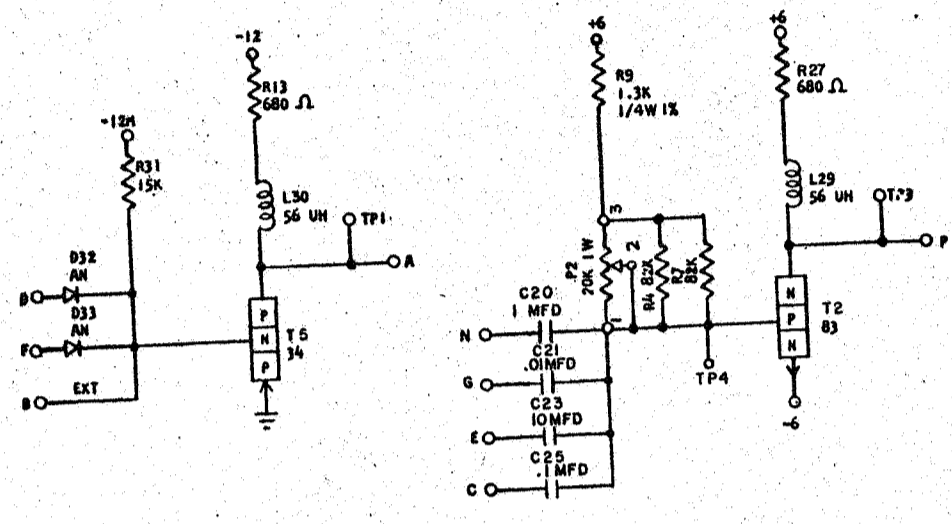 -12
R13
680 Ω
-12M
R31
15K
L30
56 UH
TP1
A
D32
AN
D
D33
AN
F
EXT
B
P
N
P
T5
34
+6
R9
1.3K
1/4W 1%
3
P2
20K 1W
2
R4 82K
R7
82K
1
C20
1 MFD
N
C21
.01MFD
G
C23
10MFD
E
C25
.1MFD
C
TP4
+6
R27
680 Ω
L29
56 UH
TP3
P
N
P
N
T2
83
-6